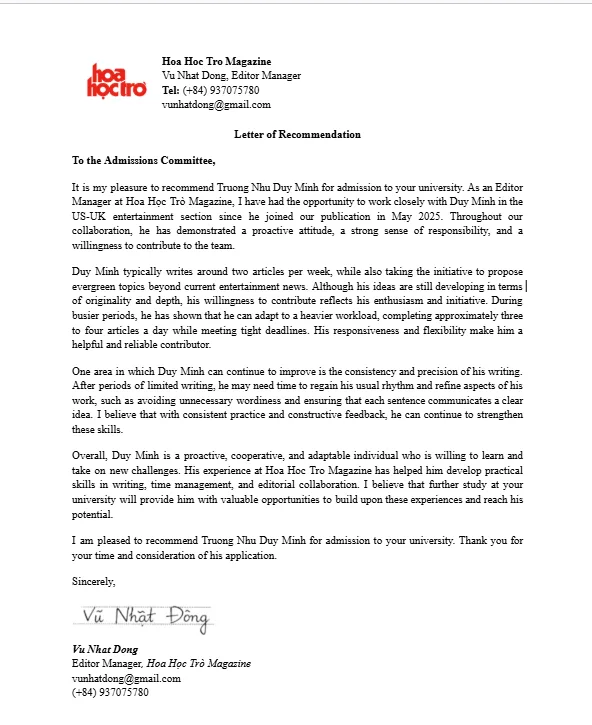 hoa
học trò
Hoa Hoc Tro Magazine
Vu Nhat Dong, Editor Manager
Tel: (+84) 937075780
vunhatdong@gmail.com
Letter of Recommendation
To the Admissions Committee,
It is my pleasure to recommend Truong Nhu Duy Minh for admission to your university. As an Editor
Manager at Hoa Học Trò Magazine, I have had the opportunity to work closely with Duy Minh in the
US-UK entertainment section since he joined our publication in May 2025. Throughout our
collaboration, he has demonstrated a proactive attitude, a strong sense of responsibility, and a
willingness to contribute to the team.
Duy Minh typically writes around two articles per week, while also taking the initiative to propose
evergreen topics beyond current entertainment news. Although his ideas are still developing in terms
of originality and depth, his willingness to contribute reflects his enthusiasm and initiative. During
busier periods, he has shown that he can adapt to a heavier workload, completing approximately three
to four articles a day while meeting tight deadlines. His responsiveness and flexibility make him a
helpful and reliable contributor.
One area in which Duy Minh can continue to improve is the consistency and precision of his writing.
After periods of limited writing, he may need time to regain his usual rhythm and refine aspects of his
work, such as avoiding unnecessary wordiness and ensuring that each sentence communicates a clear
idea. I believe that with consistent practice and constructive feedback, he can continue to strengthen
these skills.
Overall, Duy Minh is a proactive, cooperative, and adaptable individual who is willing to learn and
take on new challenges. His experience at Hoa Hoc Tro Magazine has helped him develop practical
skills in writing, time management, and editorial collaboration. I believe that further study at your
university will provide him with valuable opportunities to build upon these experiences and reach his
potential.
I am pleased to recommend Truong Nhu Duy Minh for admission to your university. Thank you for
your time and consideration of his application.
Sincerely,
Vũ Nhật Đông
Vu Nhat Dong
Editor Manager, Hoa Học Trò Magazine
vunhatdong@gmail.com
(+84) 937075780